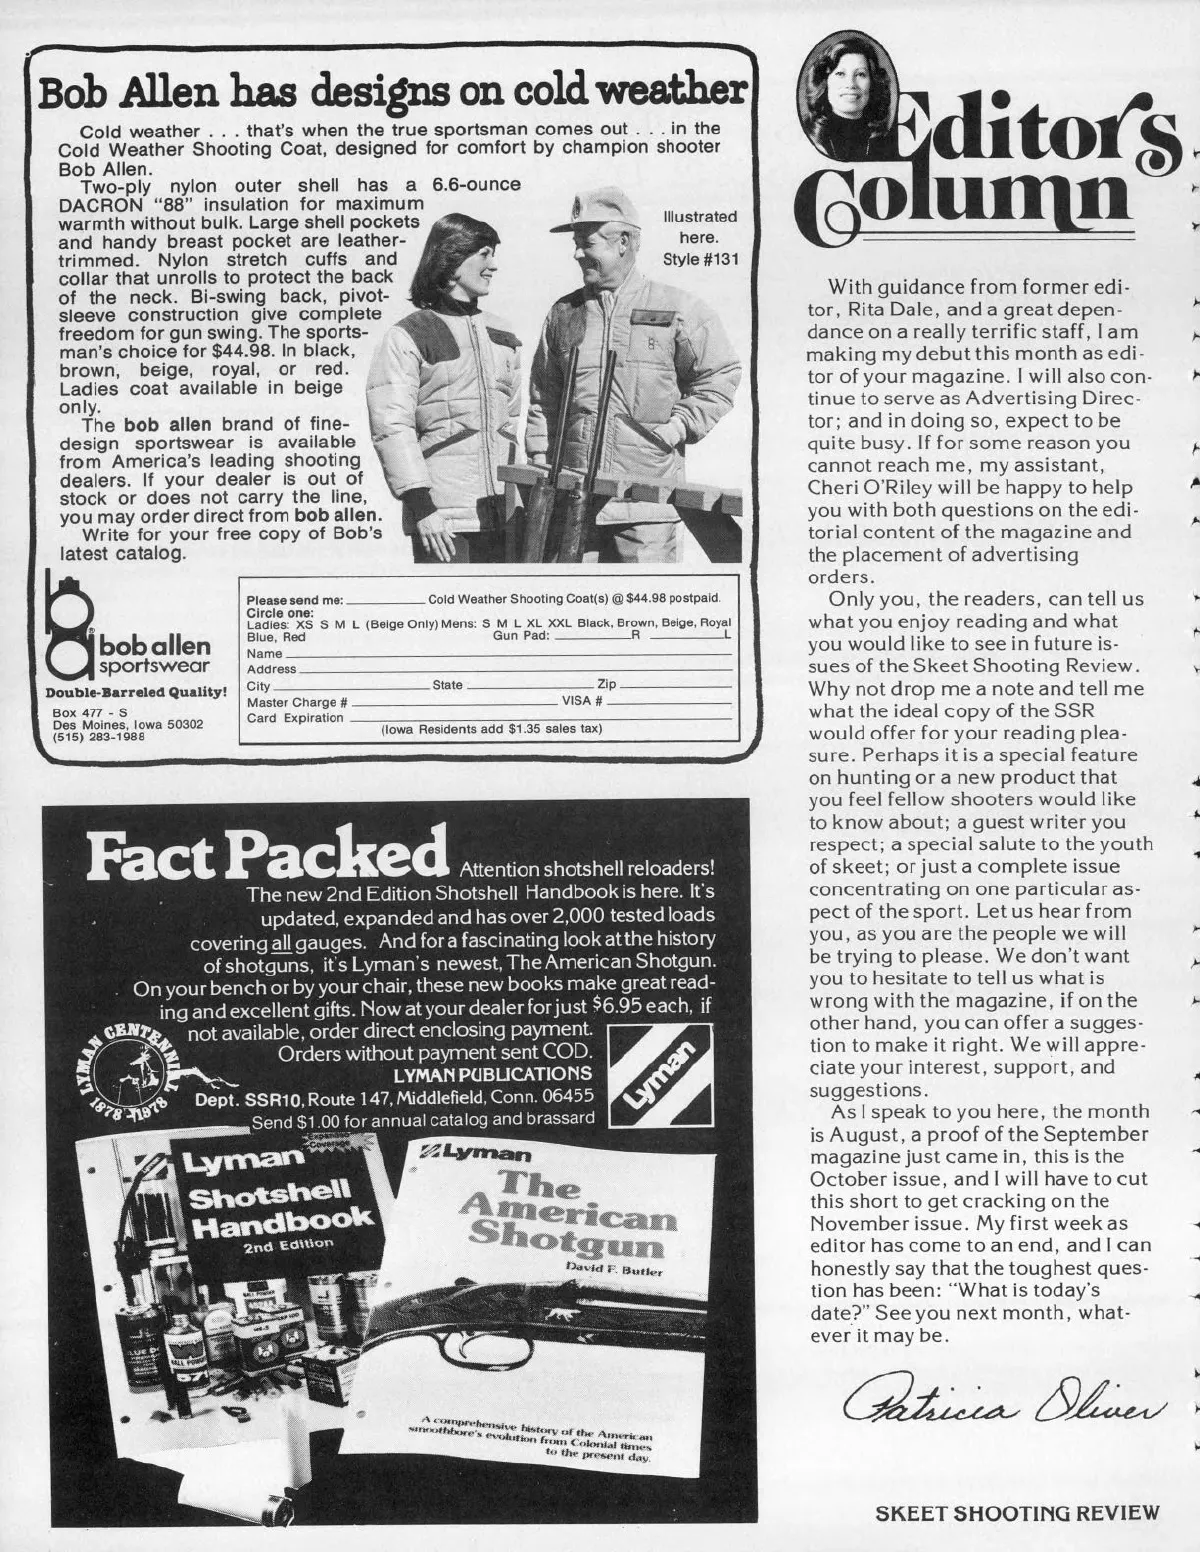 Bob Allen has designs on cold weather
Cold weather . . . that's when the true sportsman comes out . . . in the
Cold Weather Shooting Coat, designed for comfort by champion shooter
Bob Allen.
Two-ply nylon outer shell has a 6.6-ounce
DACRON "88" insulation for maximum
warmth without bulk. Large shell pockets
and handy breast pocket are leather-
trimmed. Nylon stretch cuffs and
collar that unrolls to protect the back
of the neck. Bi-swing back, pivot-
sleeve construction give complete
freedom for gun swing. The sports-
man's choice for $44.98. In black,
brown, beige, royal, or red.
Ladies coat available in beige
only.
The bob allen brand of fine-
design sportswear is available
from America's leading shooting
dealers. If your dealer is out of
stock or does not carry the line,
you may order direct from bob allen.
Write for your free copy of Bob's
latest catalog.
Illustrated
here.
Style #131
bob allen
sportswear
Double-Barreled Quality!
Box 477 - S
Des Moines, Iowa 50302
(515) 283-1988
Please send me: ________ Cold Weather Shooting Coat(s) @ $44.98 postpaid.
Circle one:
Ladies: XS S M L (Beige Only) Mens: S M L XL XXL Black, Brown, Beige, Royal
Blue, Red Gun Pad: ________R ________L
Name
Address
City ________ State ________ Zip ________
Master Charge # ________ VISA # ________
Card Expiration
(Iowa Residents add $1.35 sales tax)
Fact Packed Attention shotshell reloaders!
The new 2nd Edition Shotshell Handbook is here. It's
updated, expanded and has over 2,000 tested loads
covering all gauges. And for a fascinating look at the history
of shotguns, it's Lyman's newest, The American Shotgun.
On your bench or by your chair, these new books make great read-
ing and excellent gifts. Now at your dealer for just $6.95 each, if
not available, order direct enclosing payment.
Orders without payment sent COD.
LYMAN PUBLICATIONS
Dept. SSR10, Route 147, Middlefield, Conn. 06455
Send $1.00 for annual catalog and brassard
LYMAN CENTENNIAL
1878-1978
Lyman
Expanded
Coverage
Lyman
Shotshell
Handbook
2nd Edition
Lyman
The
American
Shotgun
David F. Butler
A comprehensive history of the American
smoothbore's evolution from Colonial times
to the present day.
Editor's
Column
With guidance from former edi-
tor, Rita Dale, and a great depen-
dance on a really terrific staff, I am
making my debut this month as edi-
tor of your magazine. I will also con-
tinue to serve as Advertising Direc-
tor; and in doing so, expect to be
quite busy. If for some reason you
cannot reach me, my assistant,
Cheri O'Riley will be happy to help
you with both questions on the edi-
torial content of the magazine and
the placement of advertising
orders.
Only you, the readers, can tell us
what you enjoy reading and what
you would like to see in future is-
sues of the Skeet Shooting Review.
Why not drop me a note and tell me
what the ideal copy of the SSR
would offer for your reading plea-
sure. Perhaps it is a special feature
on hunting or a new product that
you feel fellow shooters would like
to know about; a guest writer you
respect; a special salute to the youth
of skeet; or just a complete issue
concentrating on one particular as-
pect of the sport. Let us hear from
you, as you are the people we will
be trying to please. We don't want
you to hesitate to tell us what is
wrong with the magazine, if on the
other hand, you can offer a sugges-
tion to make it right. We will appre-
ciate your interest, support, and
suggestions.
As I speak to you here, the month
is August, a proof of the September
magazine just came in, this is the
October issue, and I will have to cut
this short to get cracking on the
November issue. My first week as
editor has come to an end, and I can
honestly say that the toughest ques-
tion has been: "What is today's
date?" See you next month, what-
ever it may be.
Patricia Oliver
SKEET SHOOTING REVIEW